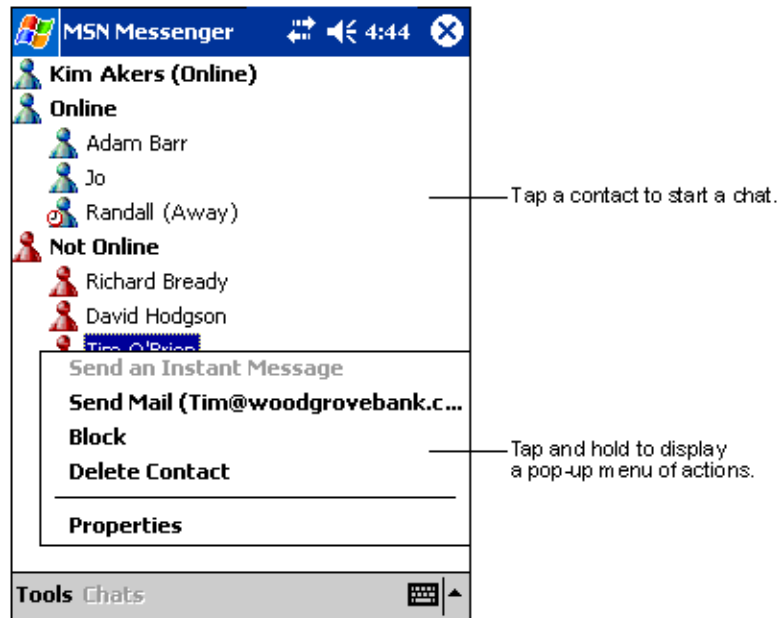 MSN Messenger 4:44
Kim Akers (Online)
Online
Adam Barr
Jo
Randall (Away)
Tap a contact to start a chat.
Not Online
Richard Bready
David Hodgson
Tim O'Brien
Send an Instant Message
Send Mail (Tim@woodgrovebank.c...
Block
Delete Contact
Tap and hold to display
a pop-up menu of actions.
Properties
Tools Chats